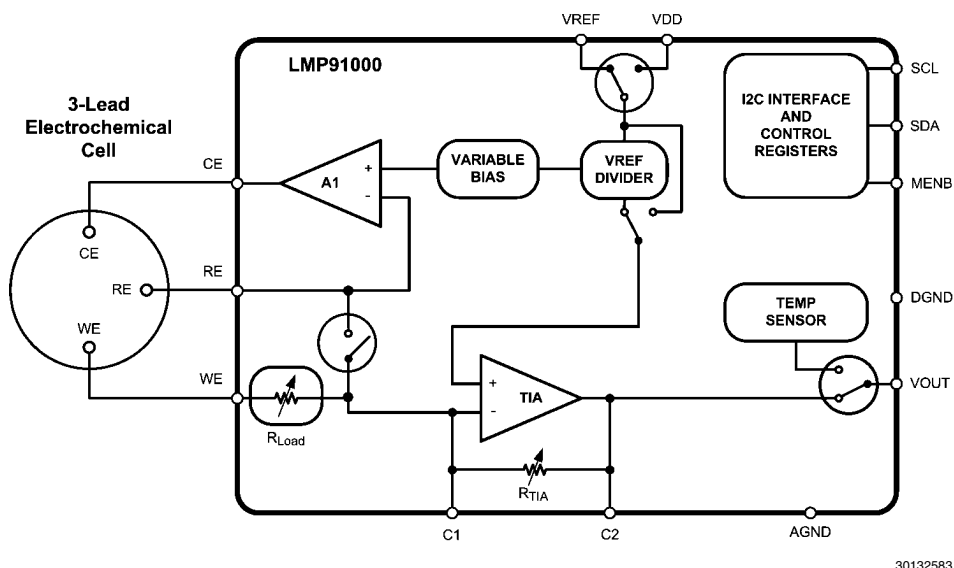 VREF VDD
LMP91000
SCL
3-Lead
Electrochemical
Cell
I2C INTERFACE
AND
CONTROL
REGISTERS
SDA
MENB
CE
A1
+
-
VARIABLE
BIAS
VREF
DIVIDER
CE
RE
RE
WE
DGND
TEMP
SENSOR
WE
RLoad
+
-
TIA
VOUT
RTIA
C1
C2
AGND
30132583